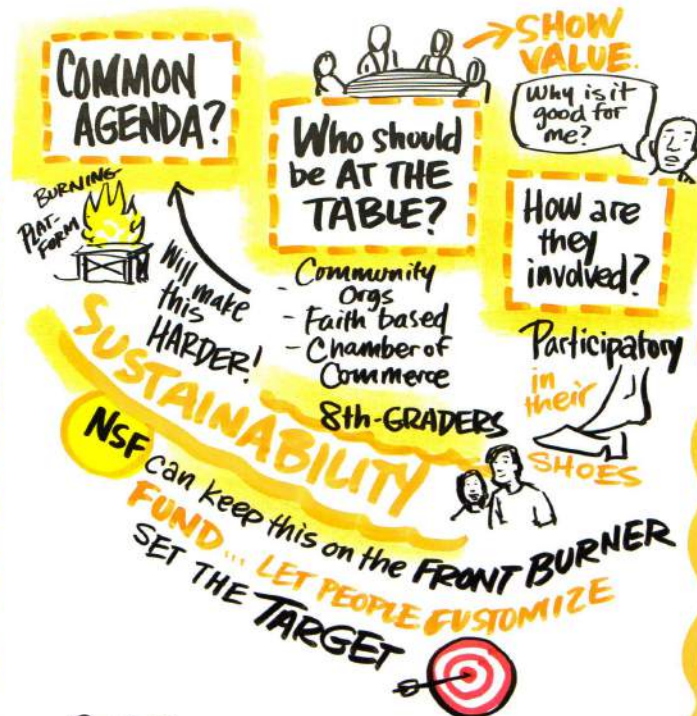 COMMON
AGENDA?
BURNING
PLAT-
FORM
Will make
this
HARDER!
Who should
be AT THE
TABLE?
- Community
Orgs
- Faith based
- Chamber of
Commerce
8th-GRADERS
SHOW
VALUE.
Why is it
good for
me?
How are
they
involved?
Participatory
in
their
SHOES
SUSTAINABILITY
NSF can keep this on the FRONT BURNER
FUND... LET PEOPLE CUSTOMIZE
SET THE TARGET